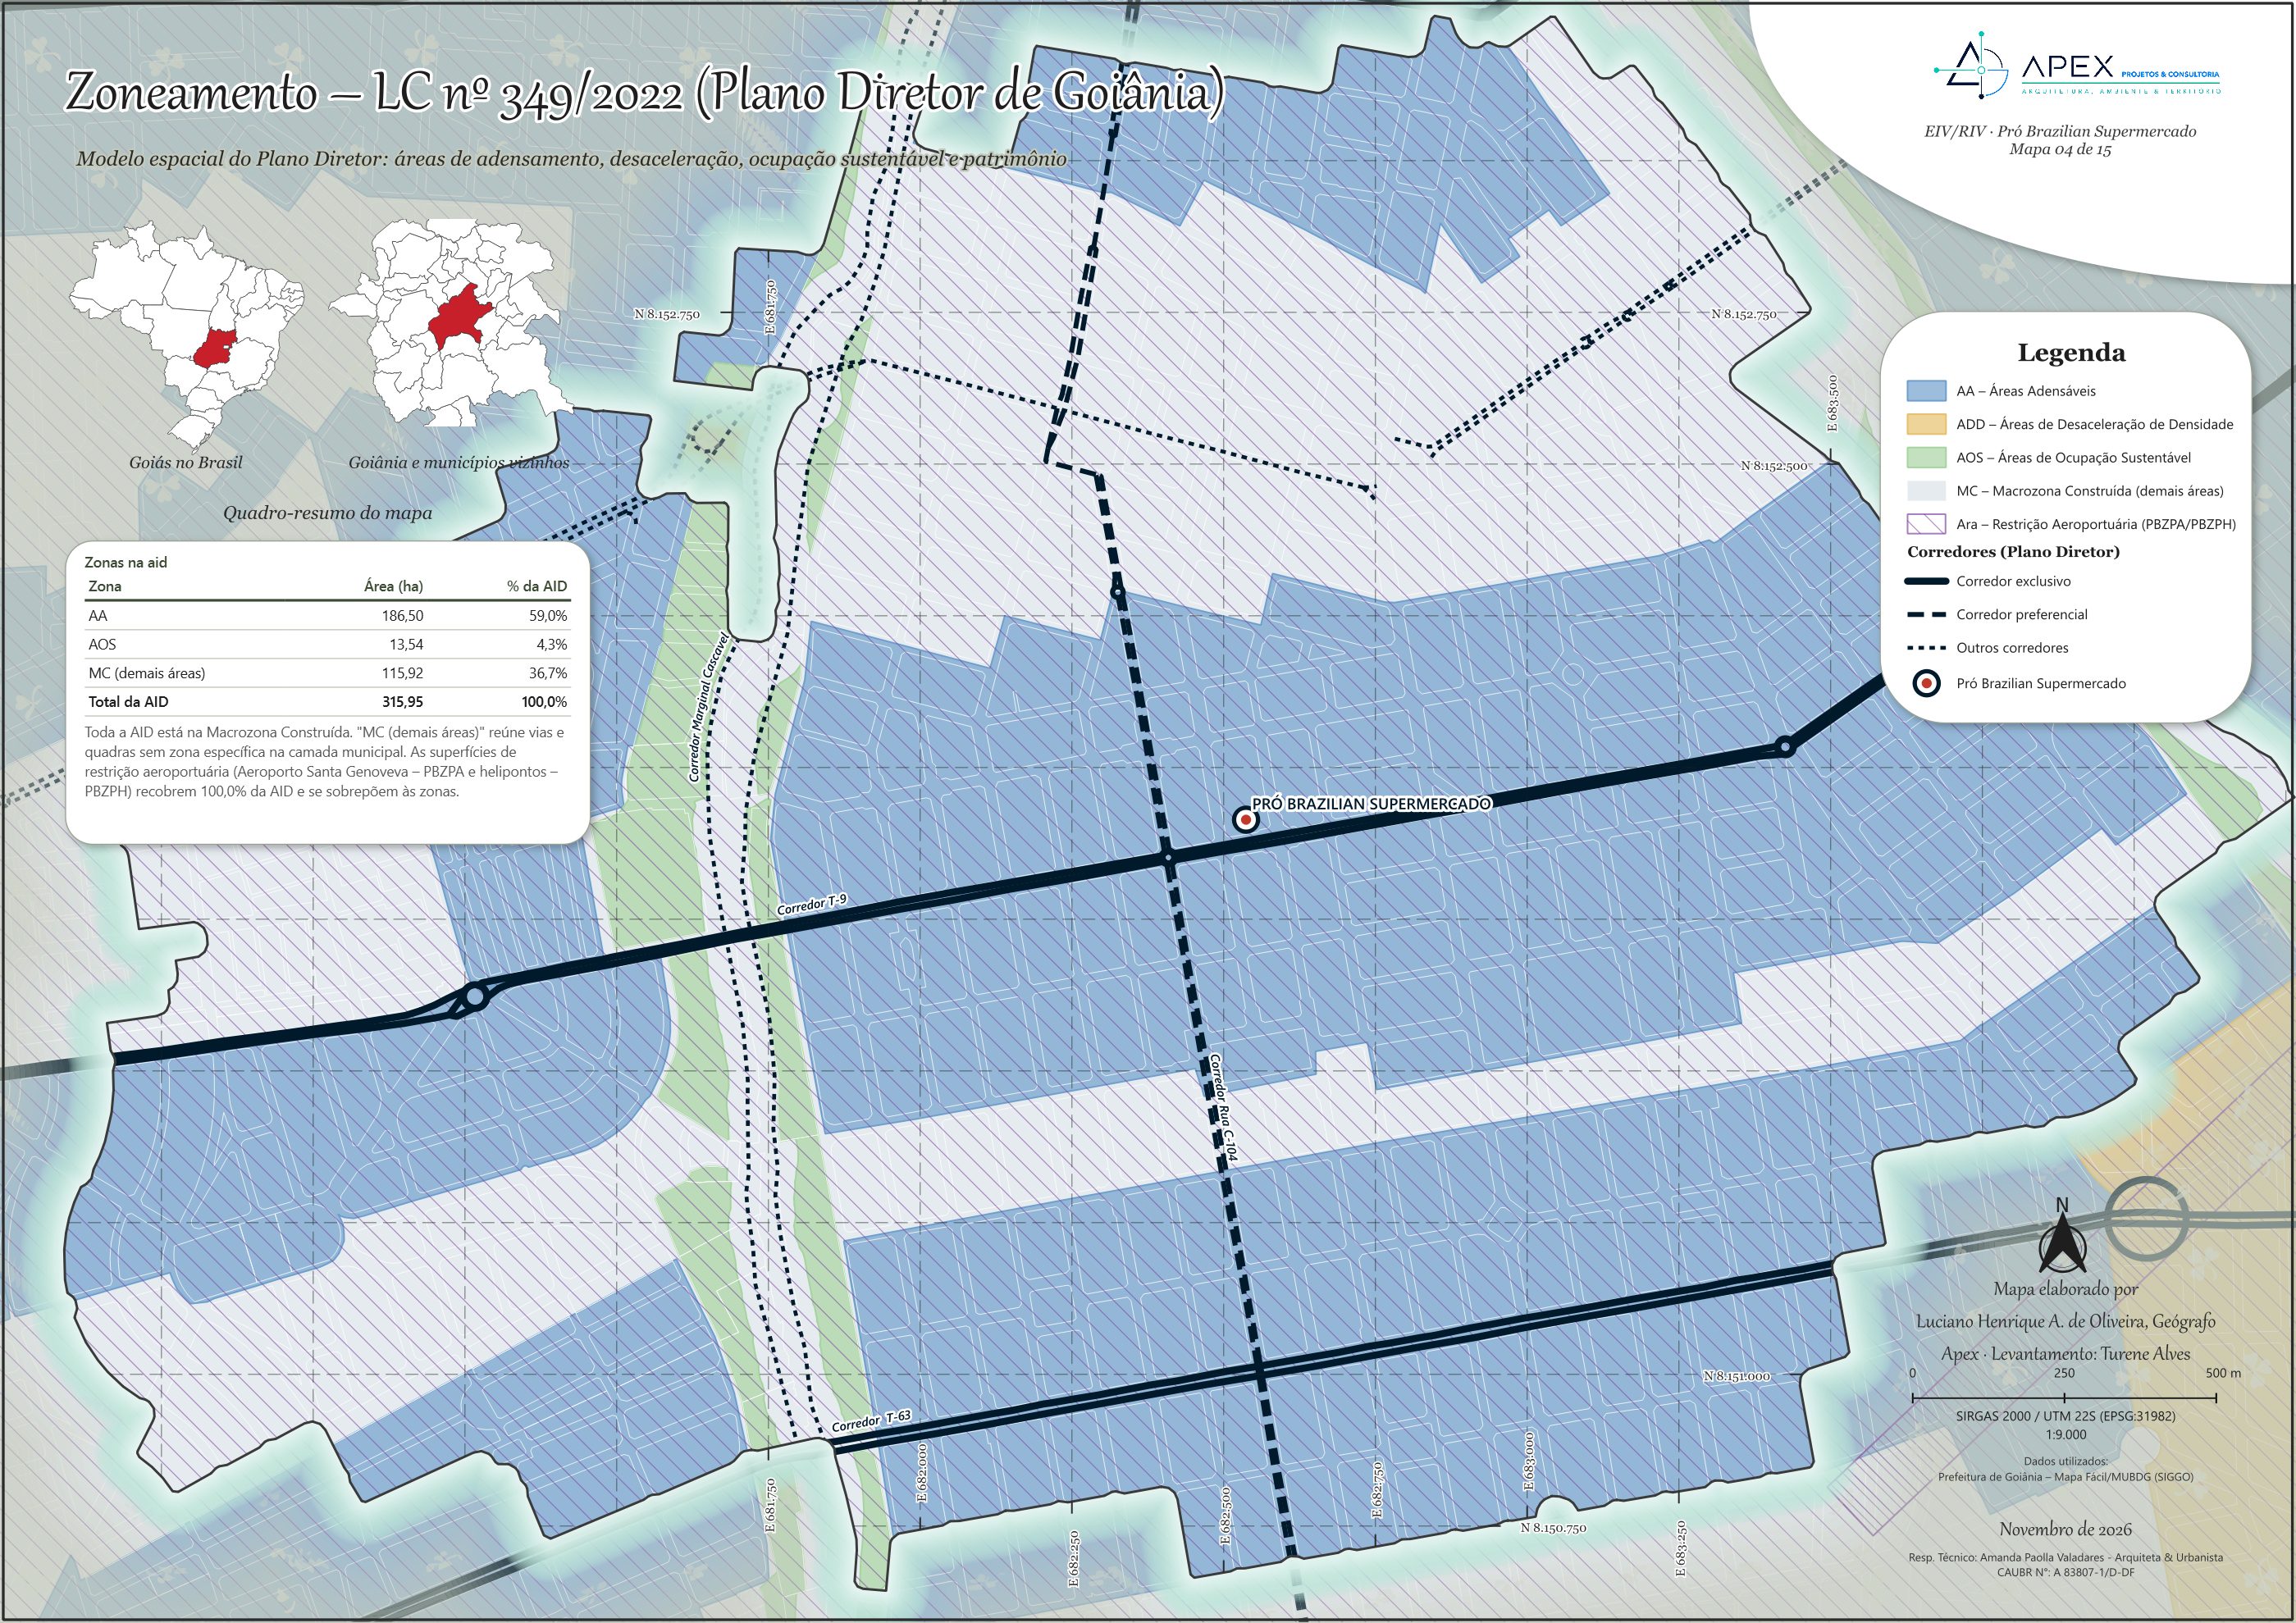 Zoneamento – LC nº 349/2022 (Plano Diretor de Goiânia)
Modelo espacial do Plano Diretor: áreas de adensamento, desaceleração, ocupação sustentável e patrimônio
APEX PROJETOS & CONSULTORIA
ARQUITETURA, AMBIENTE & TERRITÓRIO
EIV/RIV · Pró Brazilian Supermercado
Mapa 04 de 15
Goiás no Brasil
Goiânia e municípios vizinhos
Quadro-resumo do mapa
Zonas na aid
Zona Área (ha) % da AID
AA 186,50 59,0%
AOS 13,54 4,3%
MC (demais áreas) 115,92 36,7%
Total da AID 315,95 100,0%
Toda a AID está na Macrozona Construída. "MC (demais áreas)" reúne vias e
quadras sem zona específica na camada municipal. As superfícies de
restrição aeroportuária (Aeroporto Santa Genoveva – PBZPA e helipontos –
PBZPH) recobrem 100,0% da AID e se sobrepõem às zonas.
N 8.152.750
E 681.750
N 8.152.750
E 683.500
N 8.152.500
Corredor Marginal Cascavel
PRÓ BRAZILIAN SUPERMERCADO
Corredor T-9
Corredor Rua C-104
Corredor T-63
N 8.151.000
N 8.150.750
E 681.750
E 682.000
E 682.250
E 682.500
E 682.750
E 683.000
E 683.250
Legenda
AA – Áreas Adensáveis
ADD – Áreas de Desaceleração de Densidade
AOS – Áreas de Ocupação Sustentável
MC – Macrozona Construída (demais áreas)
Ara – Restrição Aeroportuária (PBZPA/PBZPH)
Corredores (Plano Diretor)
Corredor exclusivo
Corredor preferencial
Outros corredores
Pró Brazilian Supermercado
N
Mapa elaborado por
Luciano Henrique A. de Oliveira, Geógrafo
Apex · Levantamento: Turene Alves
0 250 500 m
SIRGAS 2000 / UTM 22S (EPSG:31982)
1:9.000
Dados utilizados:
Prefeitura de Goiânia – Mapa Fácil/MUBDG (SIGGO)
Novembro de 2026
Resp. Técnico: Amanda Paolla Valadares - Arquiteta & Urbanista
CAUBR N°: A 83807-1/D-DF